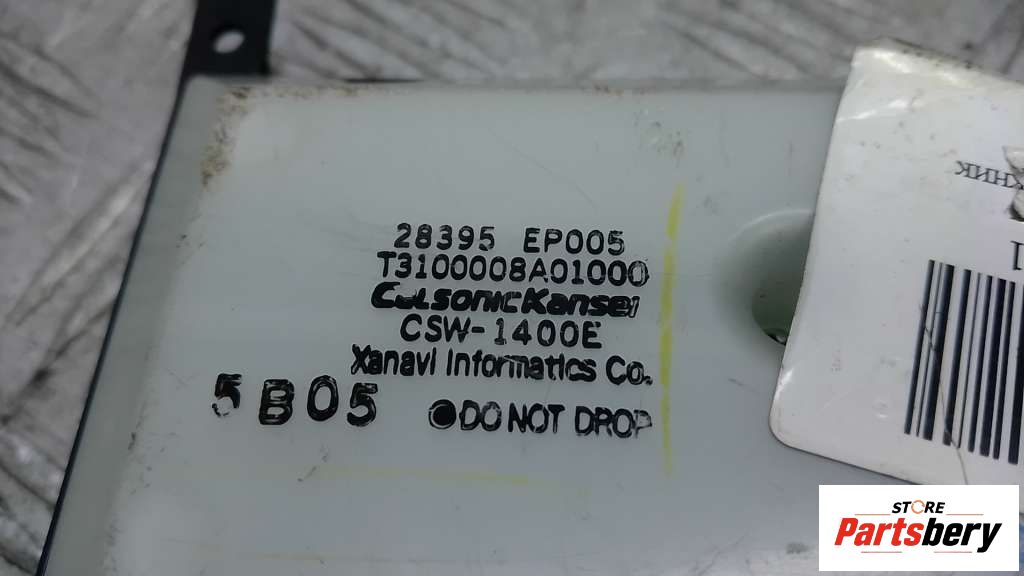 28395 EP005
T3100008A01000
CalsonicKansei
CSW-1400E
Xanavi Informatics Co.
5B05
DO NOT DROP
STORE
Partsbery